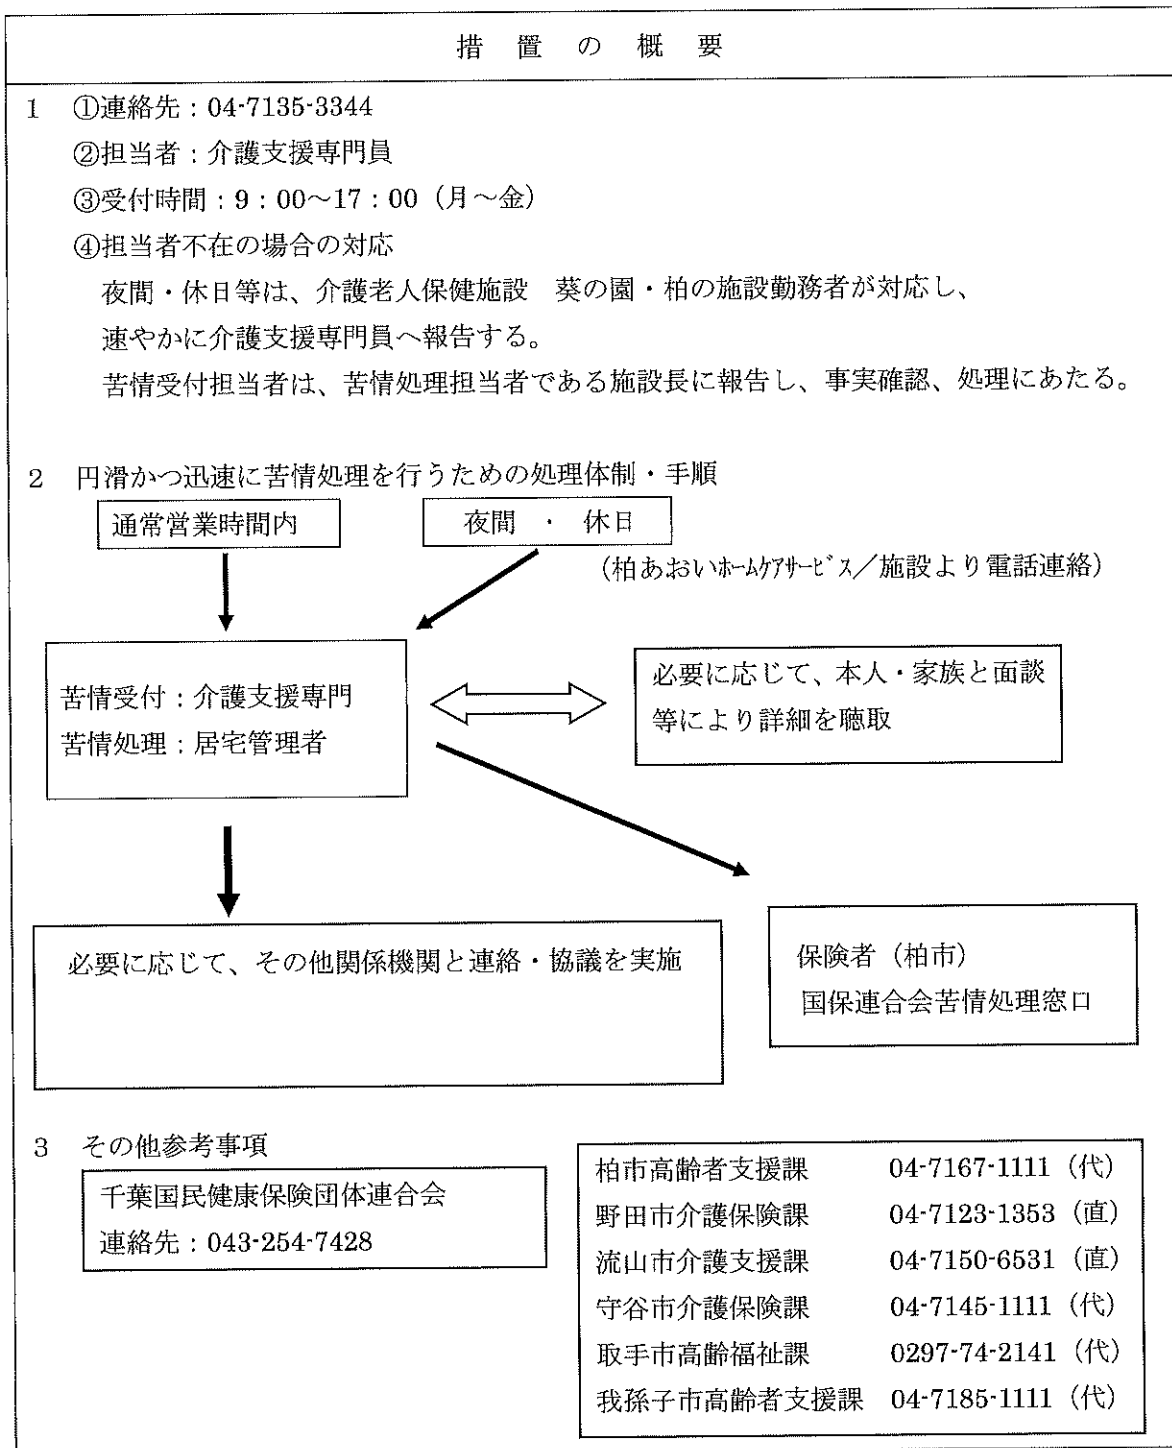 措 置 の 概 要
1 ①連絡先：04-7135-3344
②担当者：介護支援専門員
③受付時間：9：00～17：00（月～金）
④担当者不在の場合の対応
夜間・休日等は、介護老人保健施設　葵の園・柏の施設勤務者が対応し、
速やかに介護支援専門員へ報告する。
苦情受付担当者は、苦情処理担当者である施設長に報告し、事実確認、処理にあたる。
2 円滑かつ迅速に苦情処理を行うための処理体制・手順
通常営業時間内
夜間 ・ 休日
(柏あおいﾎｰﾑｹｱｻｰﾋﾞｽ／施設より電話連絡)
苦情受付：介護支援専門
苦情処理：居宅管理者
必要に応じて、本人・家族と面談
等により詳細を聴取
必要に応じて、その他関係機関と連絡・協議を実施
保険者（柏市）
国保連合会苦情処理窓口
3 その他参考事項
千葉国民健康保険団体連合会
連絡先：043-254-7428
柏市高齢者支援課 04-7167-1111（代）
野田市介護保険課 04-7123-1353（直）
流山市介護支援課 04-7150-6531（直）
守谷市介護保険課 04-7145-1111（代）
取手市高齢福祉課 0297-74-2141（代）
我孫子市高齢者支援課 04-7185-1111（代）